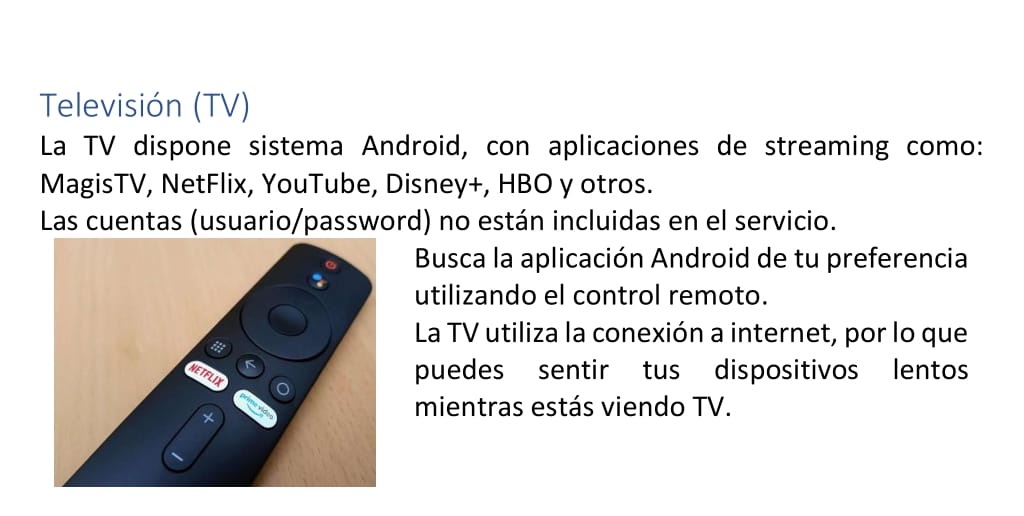 Televisión (TV)
La TV dispone sistema Android, con aplicaciones de streaming como:
MagisTV, NetFlix, YouTube, Disney+, HBO y otros.
Las cuentas (usuario/password) no están incluidas en el servicio.
Busca la aplicación Android de tu preferencia
utilizando el control remoto.
La TV utiliza la conexión a internet, por lo que
puedes sentir tus dispositivos lentos
mientras estás viendo TV.
NETFLIX
prime video
+
−